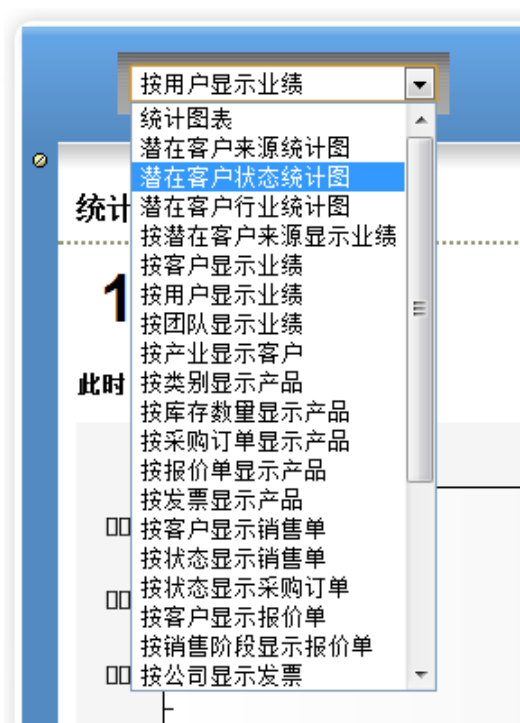 按用户显示业绩
统计图表
潜在客户来源统计图
潜在客户状态统计图
潜在客户行业统计图
按潜在客户来源显示业绩
按客户显示业绩
按用户显示业绩
按团队显示业绩
按产业显示客户
按类别显示产品
按库存数量显示产品
按采购订单显示产品
按报价单显示产品
按发票显示产品
按客户显示销售单
按状态显示销售单
按状态显示采购订单
按客户显示报价单
按销售阶段显示报价单
按公司显示发票
统计
1
此时